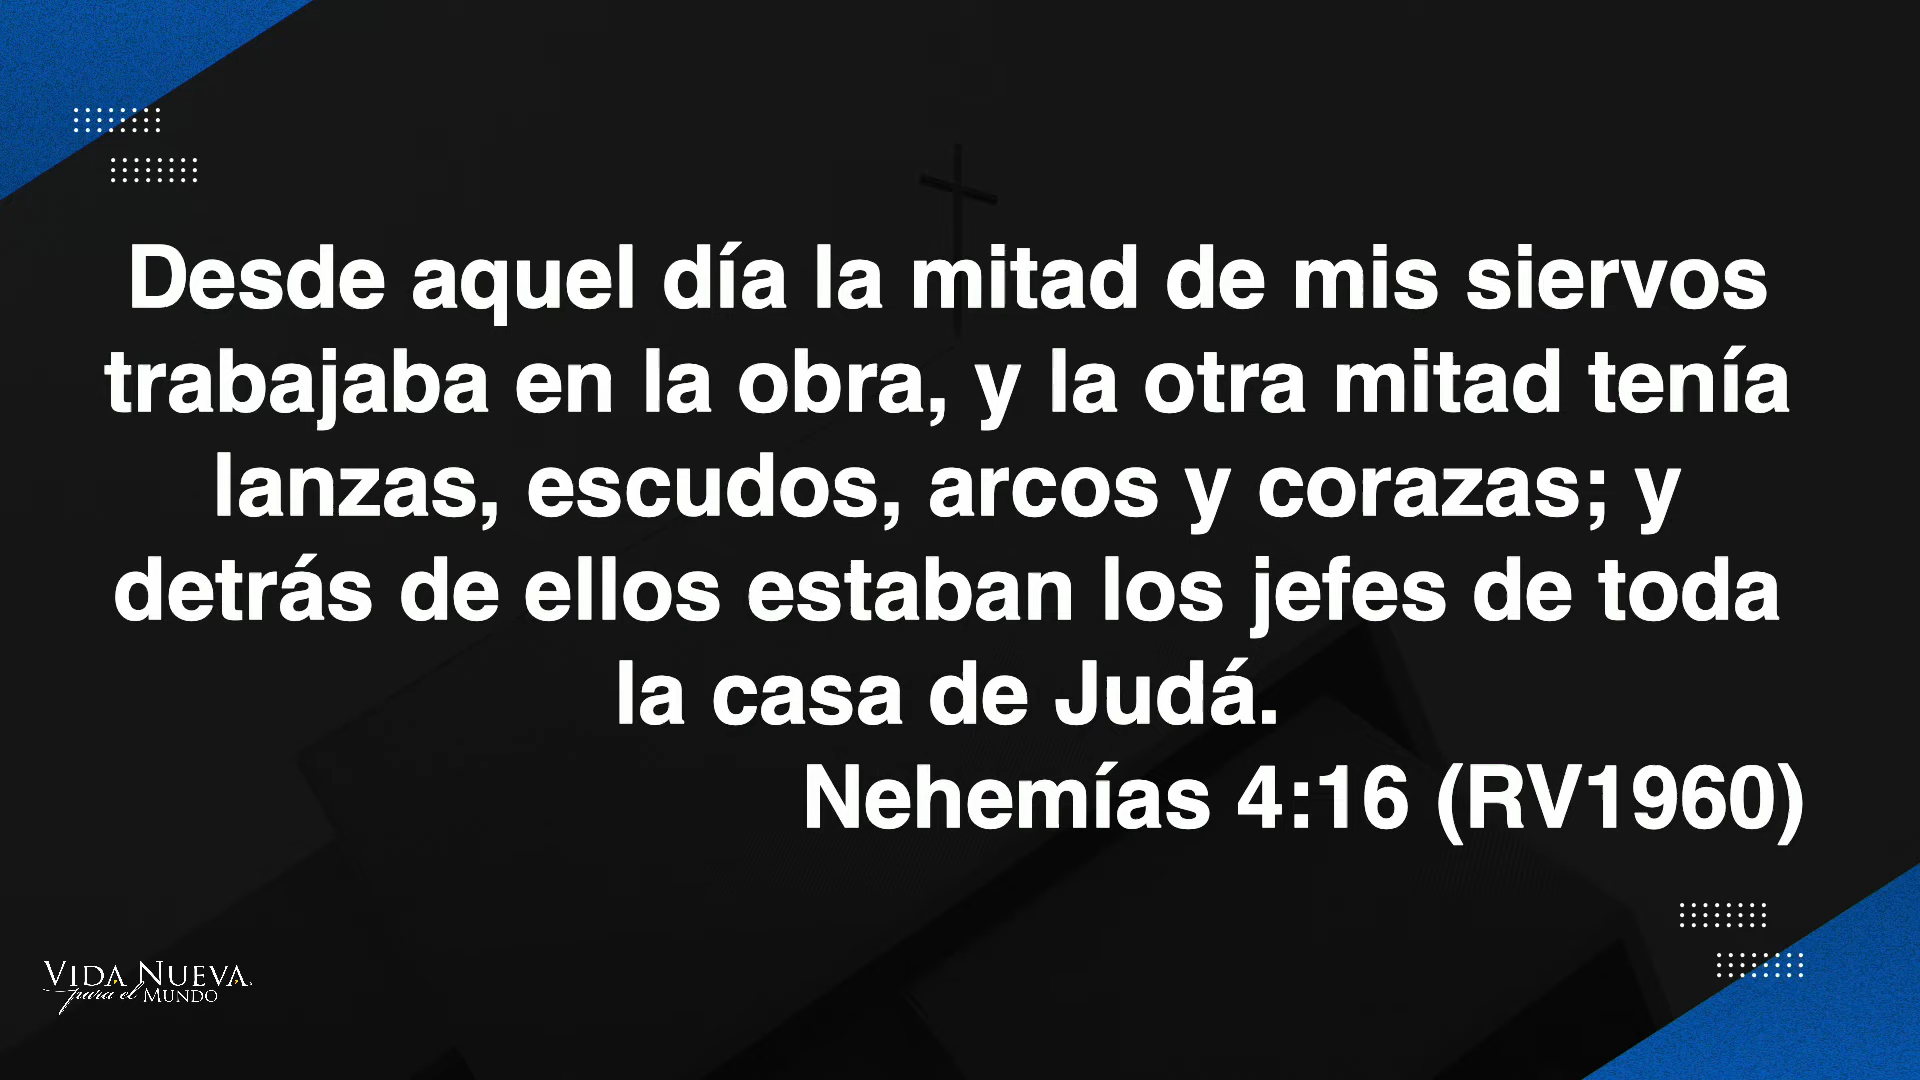 Desde aquel día la mitad de mis siervos
trabajaba en la obra, y la otra mitad tenía
lanzas, escudos, arcos y corazas; y
detrás de ellos estaban los jefes de toda
la casa de Judá.
Nehemías 4:16 (RV1960)
VIDA NUEVA
para el MUNDO